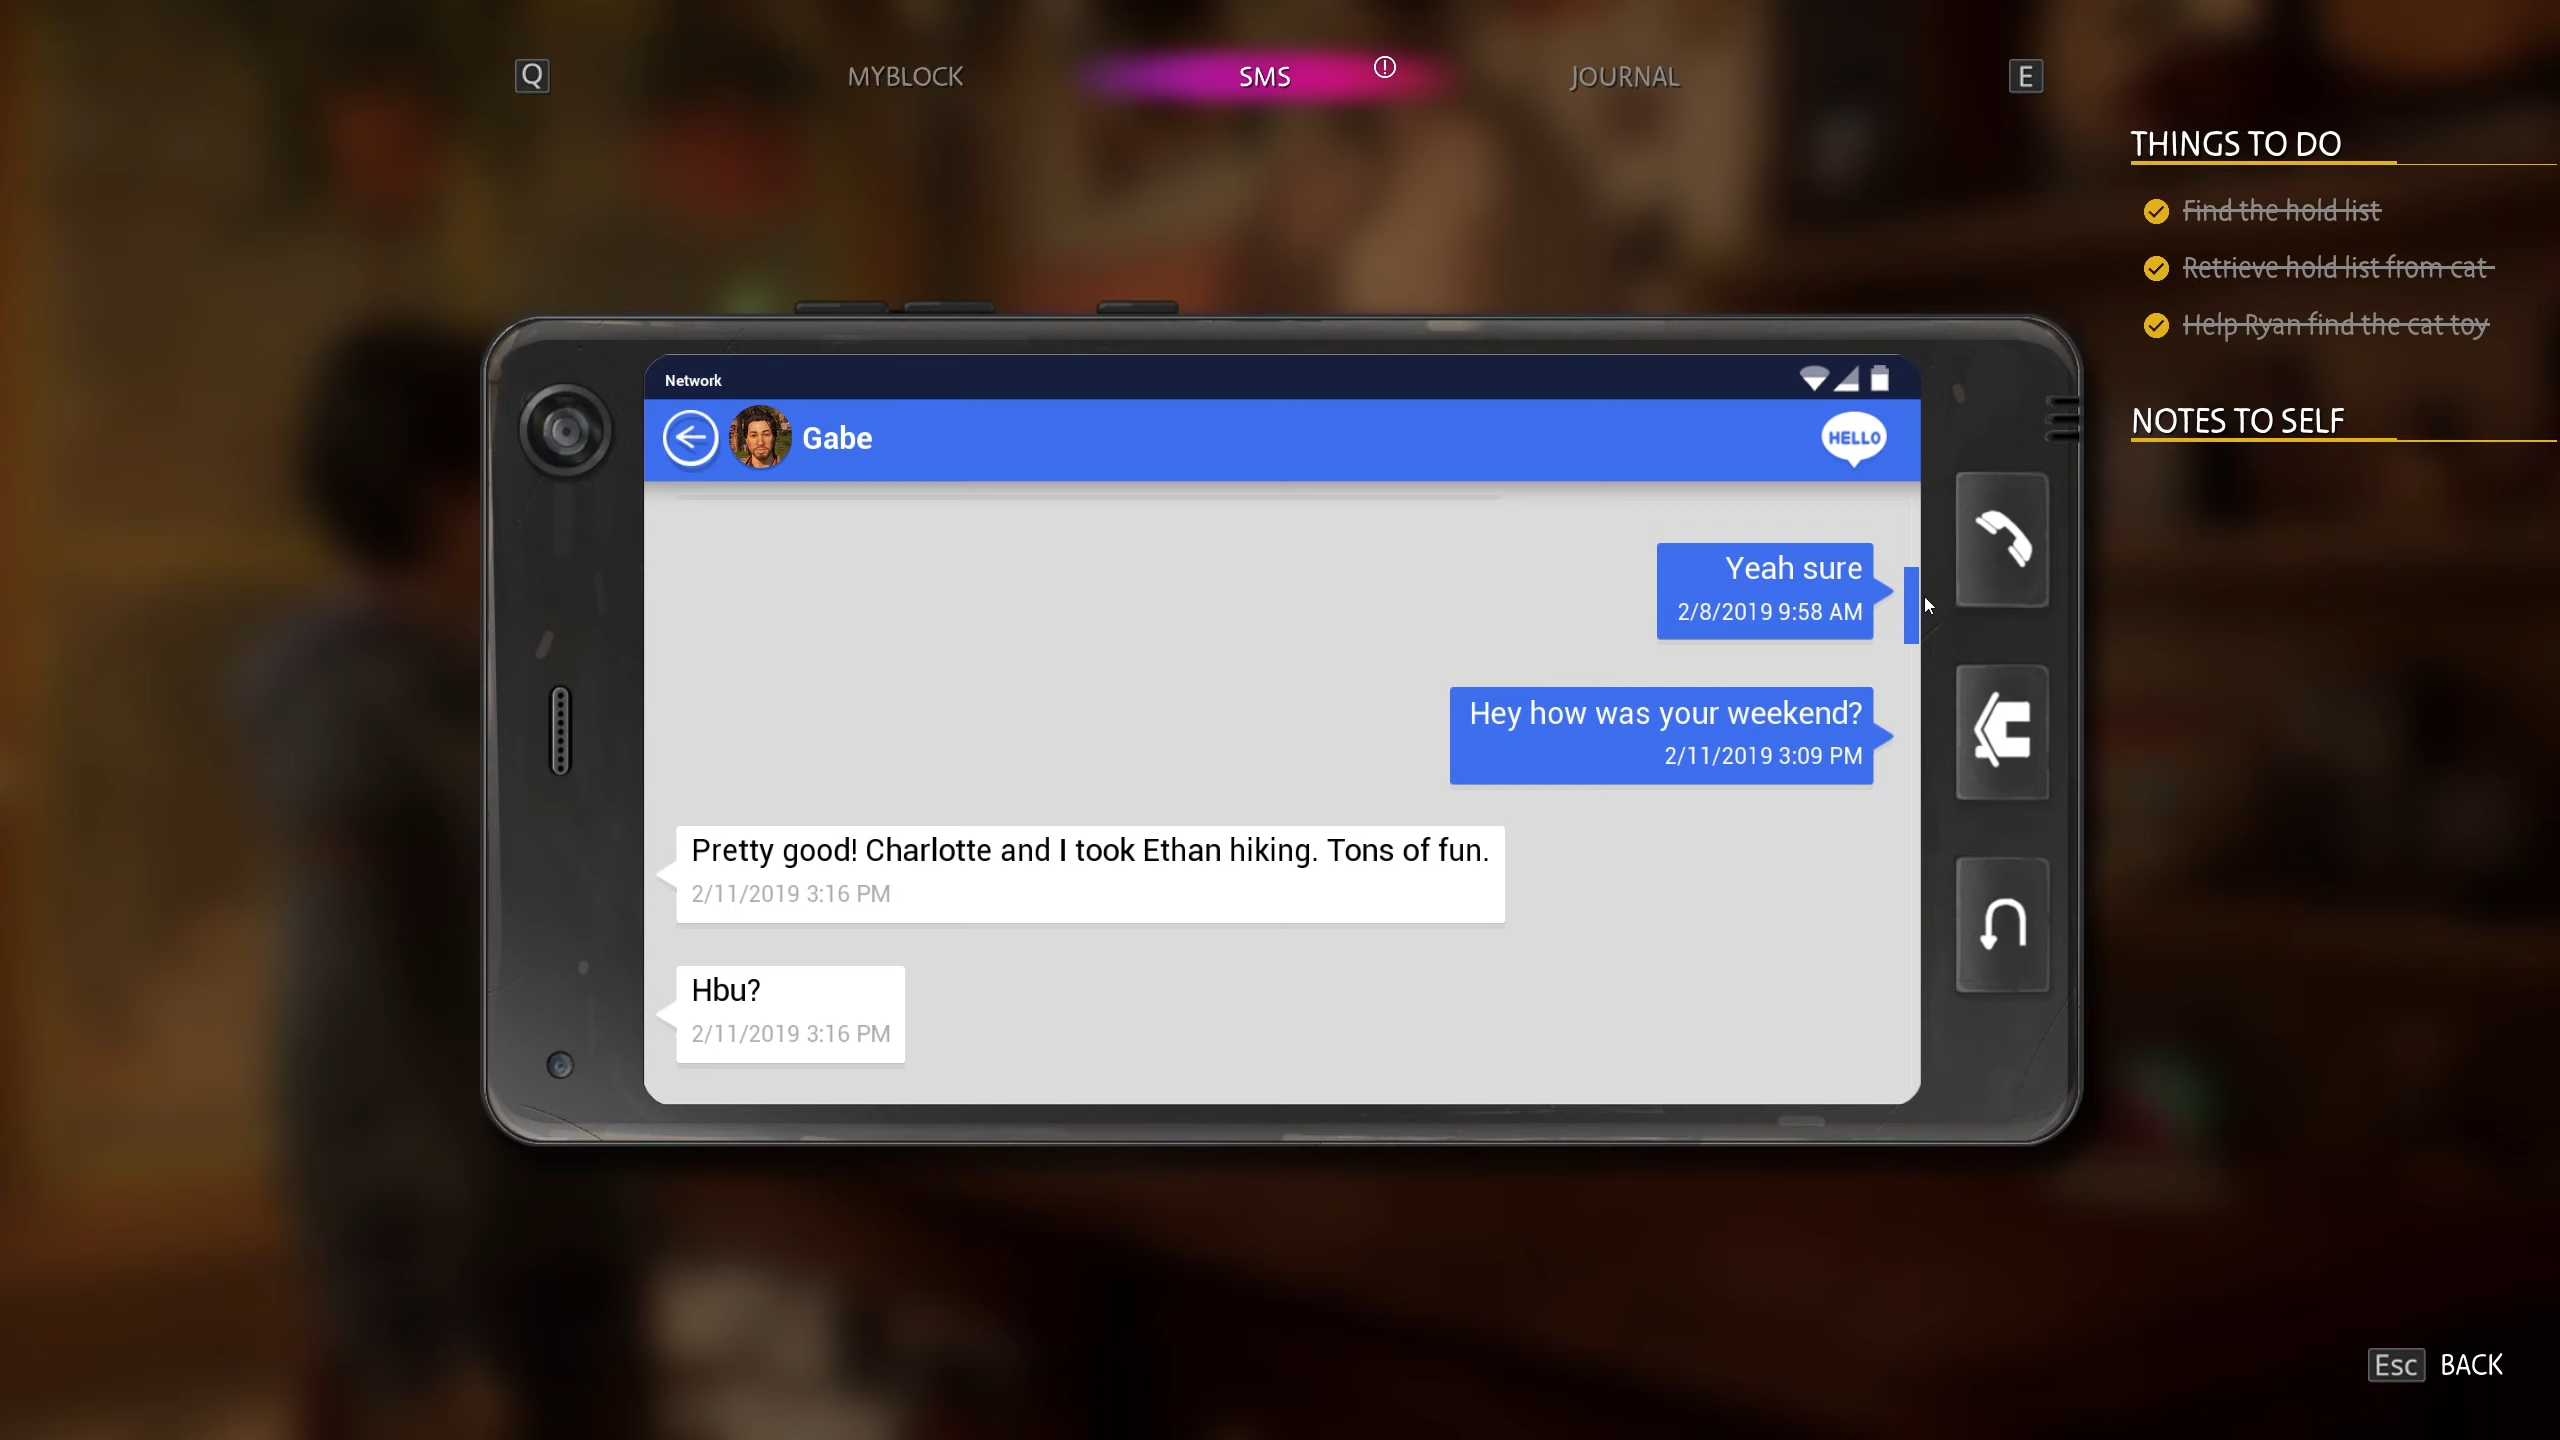 Q
MYBLOCK
SMS
JOURNAL
E
THINGS TO DO
Find the hold list
Retrieve hold list from cat
Help Ryan find the cat toy
NOTES TO SELF
Network
Gabe
HELLO
Yeah sure
2/8/2019 9:58 AM
Hey how was your weekend?
2/11/2019 3:09 PM
Pretty good! Charlotte and I took Ethan hiking. Tons of fun.
2/11/2019 3:16 PM
Hbu?
2/11/2019 3:16 PM
Esc BACK